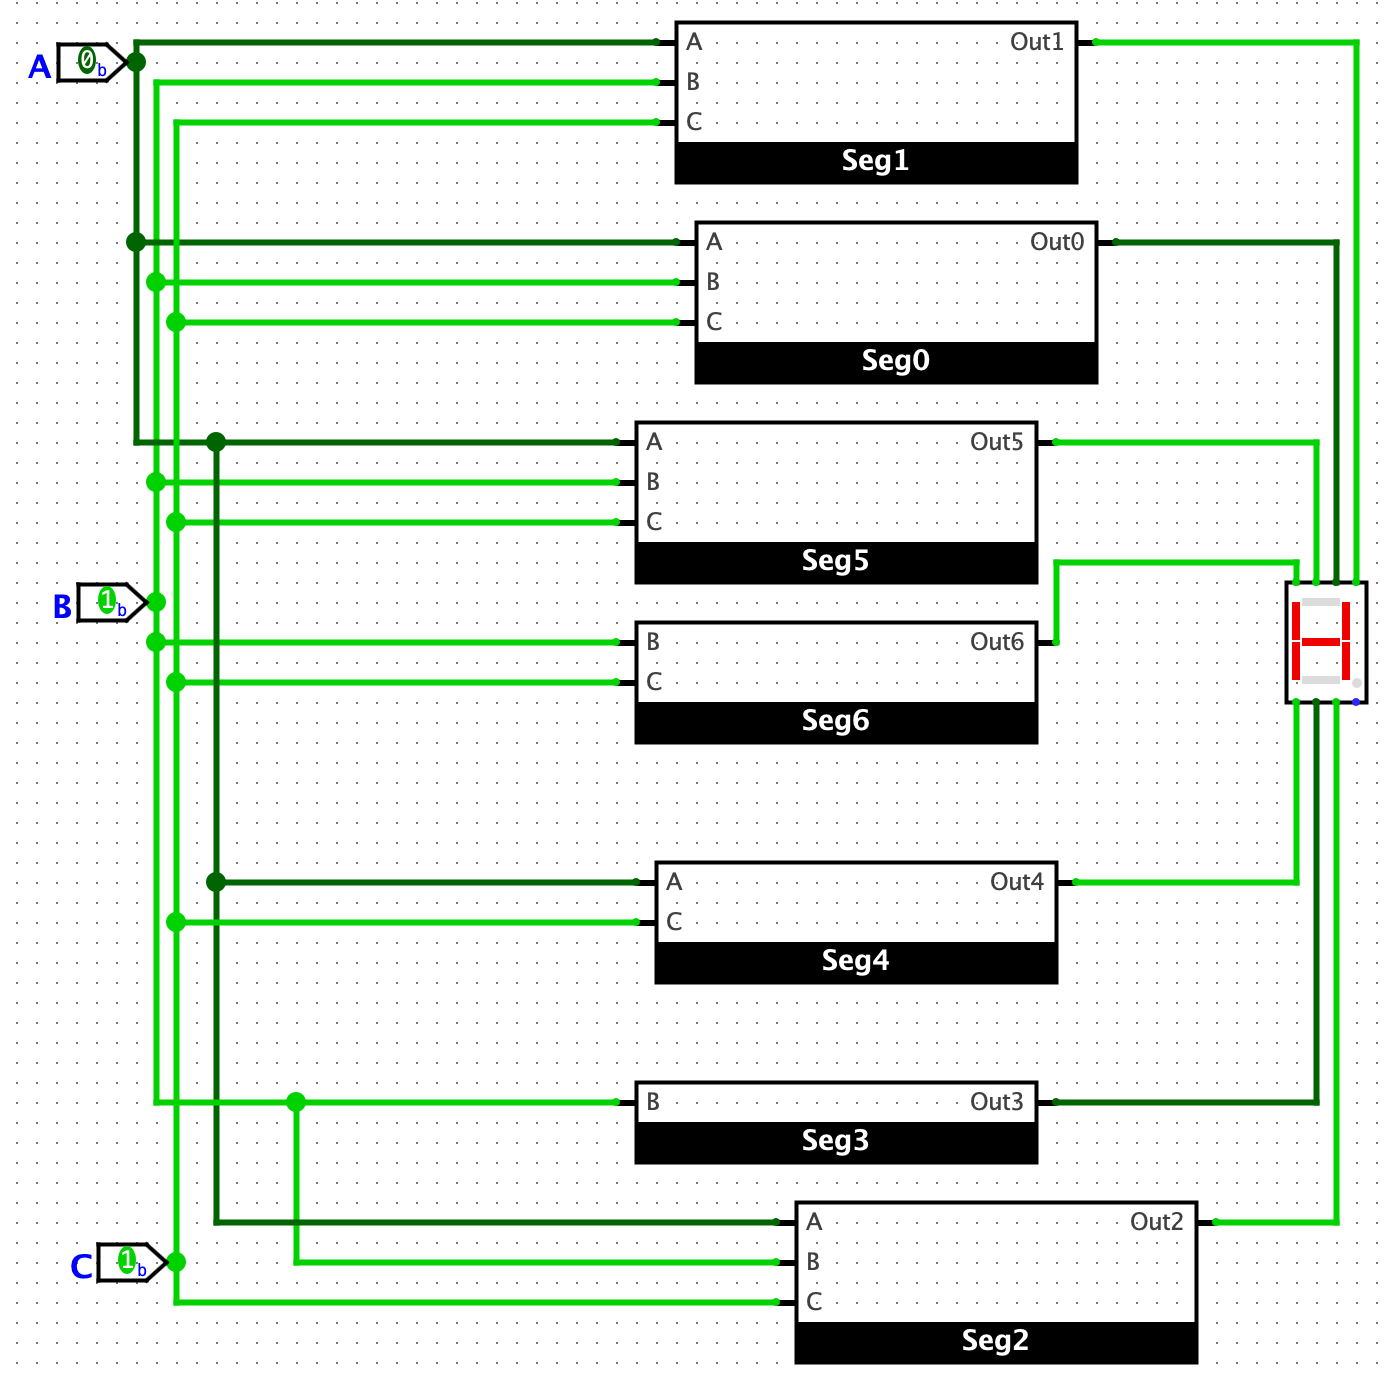 A 0b
A Out1
B
C
Seg1
A Out0
B
C
Seg0
A Out5
B
C
Seg5
B 1b
B Out6
C
Seg6
A Out4
C
Seg4
B Out3
Seg3
A Out2
C 1b
B
C
Seg2